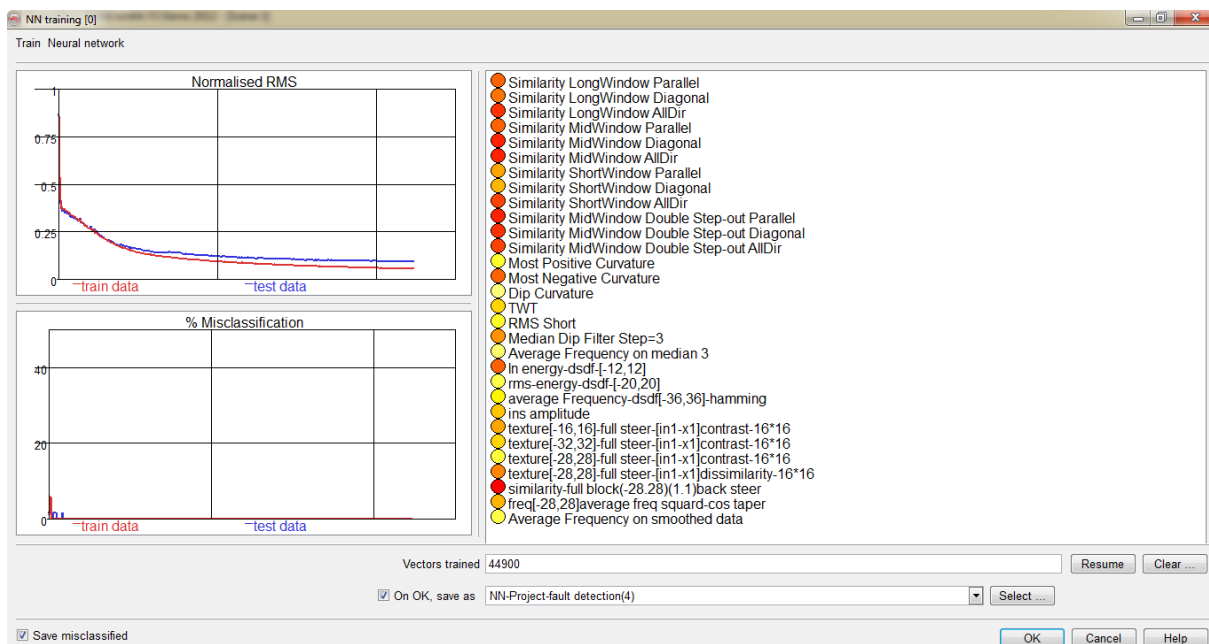 NN training [0]
Train Neural network
Normalised RMS
1
0.75
0.5
0.25
0
train data
test data
% Misclassification
40
20
0
train data
test data
Similarity LongWindow Parallel
Similarity LongWindow Diagonal
Similarity LongWindow AllDir
Similarity MidWindow Parallel
Similarity MidWindow Diagonal
Similarity MidWindow AllDir
Similarity ShortWindow Parallel
Similarity ShortWindow Diagonal
Similarity ShortWindow AllDir
Similarity MidWindow Double Step-out Parallel
Similarity MidWindow Double Step-out Diagonal
Similarity MidWindow Double Step-out AllDir
Most Positive Curvature
Most Negative Curvature
Dip Curvature
TWT
RMS Short
Median Dip Filter Step=3
Average Frequency on median 3
ln energy-dsdf-[-12,12]
rms-energy-dsdf-[-20,20]
average Frequency-dsdf[-36,36]-hamming
ins amplitude
texture[-16,16]-full steer-[in1-x1]contrast-16*16
texture[-32,32]-full steer-[in1-x1]contrast-16*16
texture[-28,28]-full steer-[in1-x1]contrast-16*16
texture[-28,28]-full steer-[in1-x1]dissimilarity-16*16
similarity-full block(-28.28)(1.1)back steer
freq[-28,28]average freq squard-cos taper
Average Frequency on smoothed data
Vectors trained 44900 Resume Clear ...
On OK, save as NN-Project-fault detection(4) Select ...
Save misclassified
OK Cancel Help